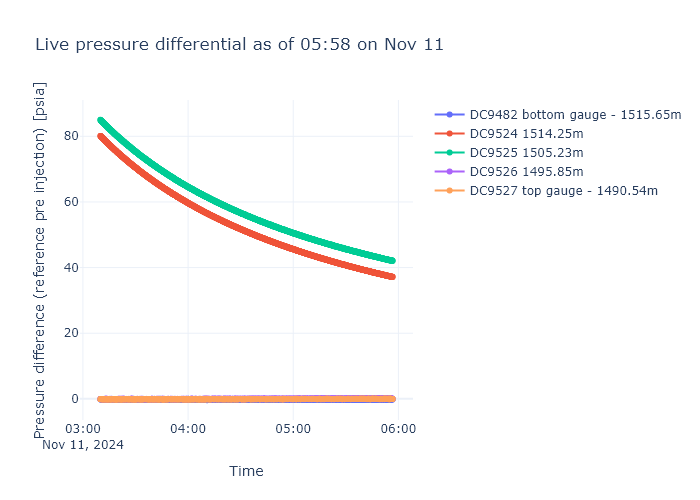 Live pressure differential as of 05:58 on Nov 11
Pressure difference (reference pre injection) [psia]
80
60
40
20
0
03:00
Nov 11, 2024
04:00
05:00
06:00
Time
DC9482 bottom gauge - 1515.65m
DC9524 1514.25m
DC9525 1505.23m
DC9526 1495.85m
DC9527 top gauge - 1490.54m